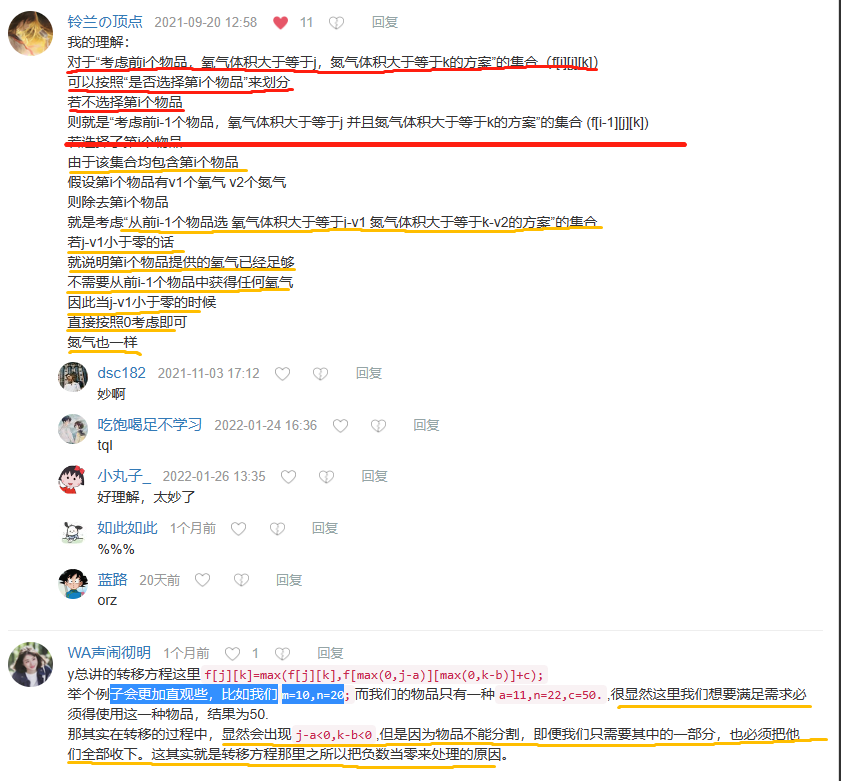 铃兰の顶点 2021-09-20 12:58 11 回复
我的理解：
对于“考虑前i个物品，氧气体积大于等于j，氮气体积大于等于k的方案”的集合（f[i][j][k]）
可以按照“是否选择第i个物品”来划分
若不选择第i个物品
则就是“考虑前i-1个物品，氧气体积大于等于j 并且氮气体积大于等于k的方案”的集合 (f[i-1][j][k])
若选择了第i个物品
由于该集合均包含第i个物品
假设第i个物品有v1个氧气 v2个氮气
则除去第i个物品
就是考虑“从前i-1个物品选 氧气体积大于等于j-v1 氮气体积大于等于k-v2的方案”的集合
若j-v1小于零的话
就说明第i个物品提供的氧气已经足够
不需要从前i-1个物品中获得任何氧气
因此当j-v1小于零的时候
直接按照0考虑即可
氮气也一样
dsc182 2021-11-03 17:12 回复
妙啊
吃饱喝足不学习 2022-01-24 16:36 回复
tql
小丸子_ 2022-01-26 13:35 回复
好理解，太妙了
如此如此 1个月前 回复
%%%
蓝路 20天前 回复
orz
WA声闹彻明 1个月前 1 回复
y总讲的转移方程这里 f[j][k]=max(f[j][k],f[max(0,j-a)][max(0,k-b)]+c);
举个例子会更加直观些，比如我们 m=10,n=20; 而我们的物品只有一种 a=11,n=22,c=50. ,很显然这里我们想要满足需求必
须得使用这一种物品，结果为50.
那其实在转移的过程中，显然会出现 j-a<0,k-b<0 ,但是因为物品不能分割，即便我们只需要其中的一部分，也必须把他
们全部收下。这其实就是转移方程那里之所以把负数当零来处理的原因。